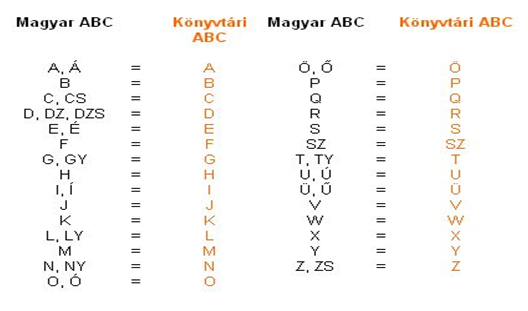 Magyar ABC Könyvtári ABC Magyar ABC Könyvtári ABC
A, Á = A Ö, Ő = Ö
B = B P = P
C, CS = C Q = Q
D, DZ, DZS = D R = R
E, É = E S = S
F = F SZ = SZ
G, GY = G T, TY = T
H = H U, Ú = U
I, Í = I Ü, Ű = Ü
J = J V = V
K = K W = W
L, LY = L X = X
M = M Y = Y
N, NY = N Z, ZS = Z
O, Ó = O